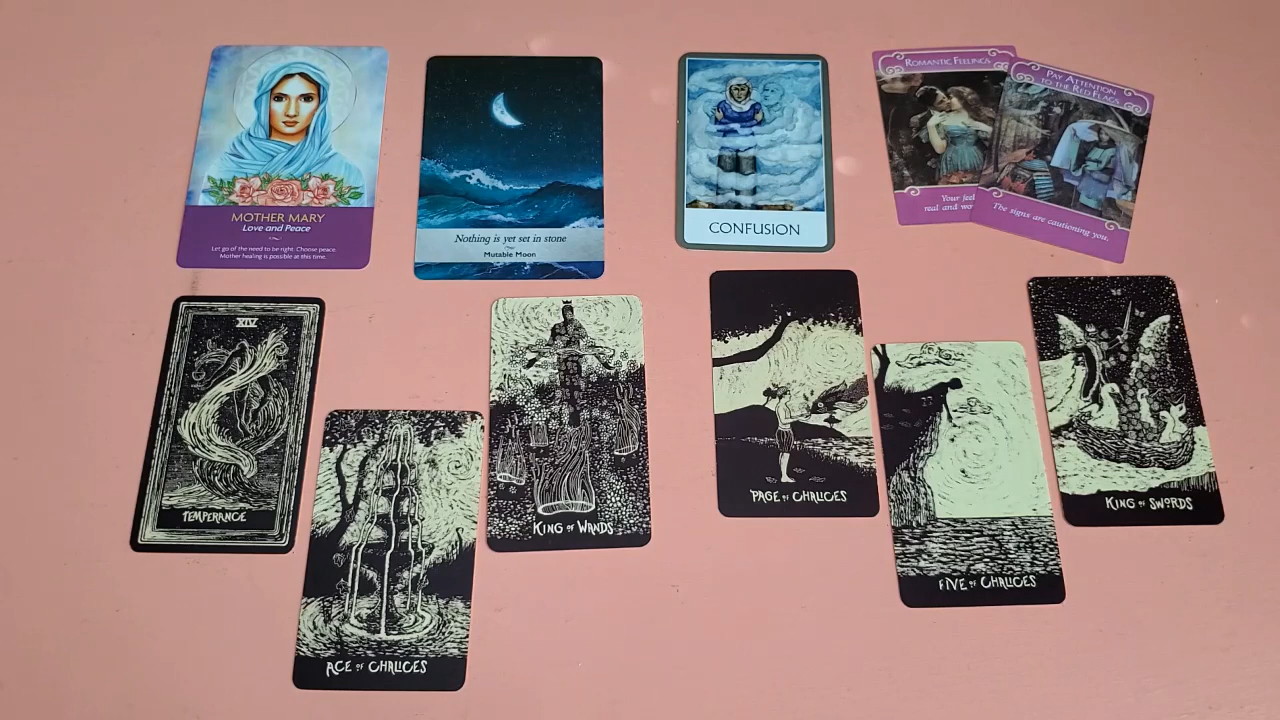 MOTHER MARY
Love and Peace
Let go of the need to be right. Choose peace.
Mother healing is possible at this time.
Nothing is yet set in stone
Mutable Moon
CONFUSION
ROMANTIC FEELINGS
Your feel
real and wo
PAY ATTENTION
TO THE RED FLAGS
The signs are cautioning you.
XIV
TEMPERANCE
ACE OF CHALICES
KING OF WANDS
PAGE OF CHALICES
FIVE OF CHALICES
KING OF SWORDS